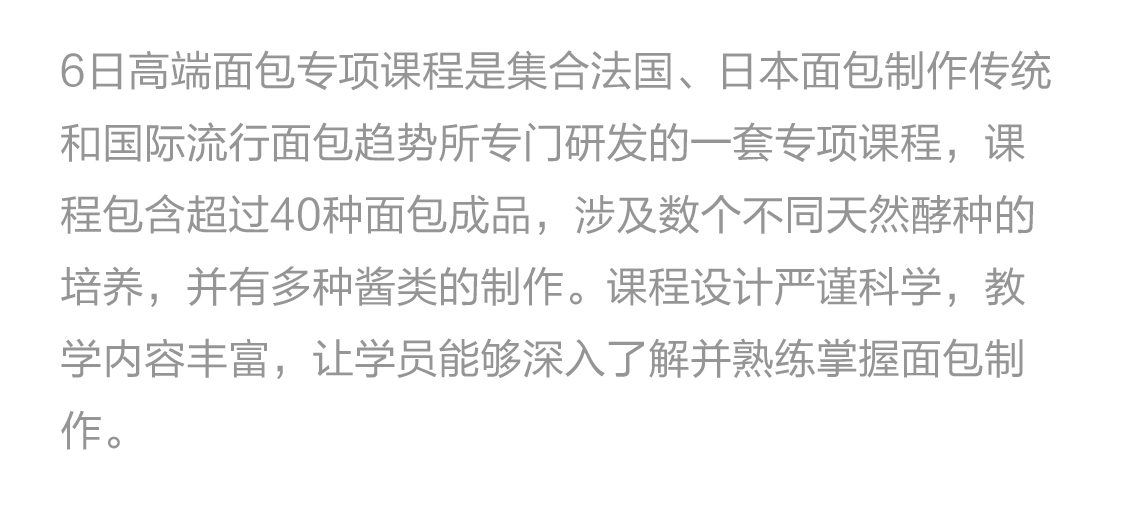 6日高端面包专项课程是集合法国、日本面包制作传统
和国际流行面包趋势所专门研发的一套专项课程，课
程包含超过40种面包成品，涉及数个不同天然酵种的
培养，并有多种酱类的制作。课程设计严谨科学，教
学内容丰富，让学员能够深入了解并熟练掌握面包制
作。